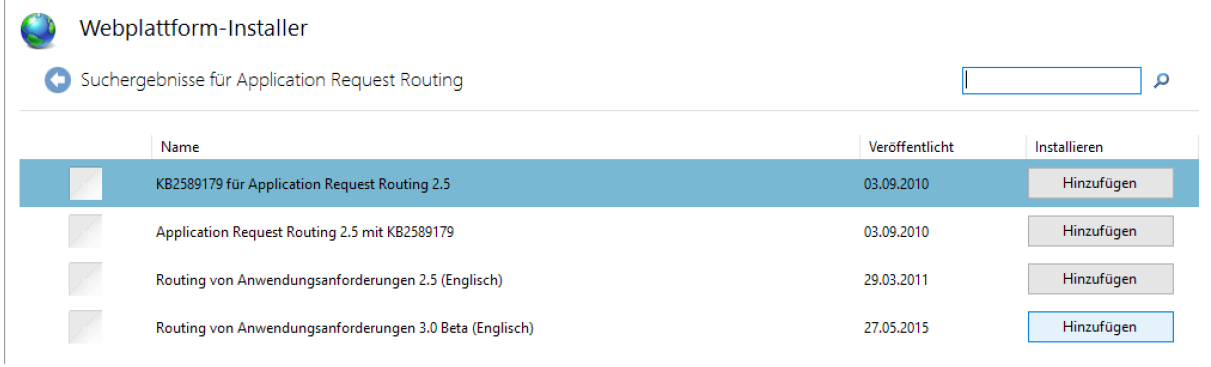 Webplattform-Installer
Suchergebnisse für Application Request Routing
Name Veröffentlicht Installieren
KB2589179 für Application Request Routing 2.5 03.09.2010 Hinzufügen
Application Request Routing 2.5 mit KB2589179 03.09.2010 Hinzufügen
Routing von Anwendungsanforderungen 2.5 (Englisch) 29.03.2011 Hinzufügen
Routing von Anwendungsanforderungen 3.0 Beta (Englisch) 27.05.2015 Hinzufügen